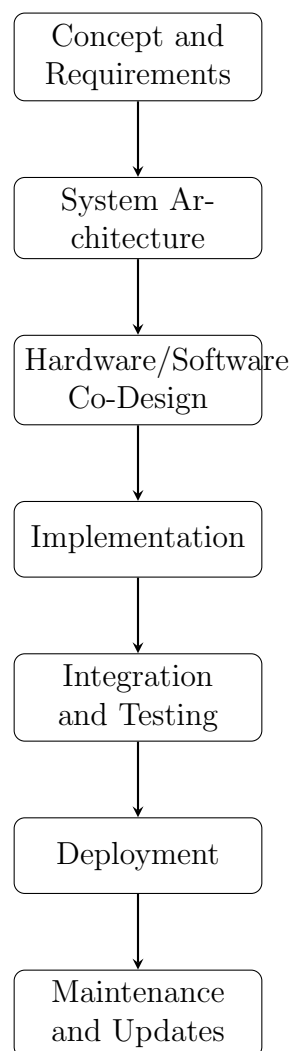 Concept and
Requirements
System Ar-
chitecture
Hardware/Software
Co-Design
Implementation
Integration
and Testing
Deployment
Maintenance
and Updates